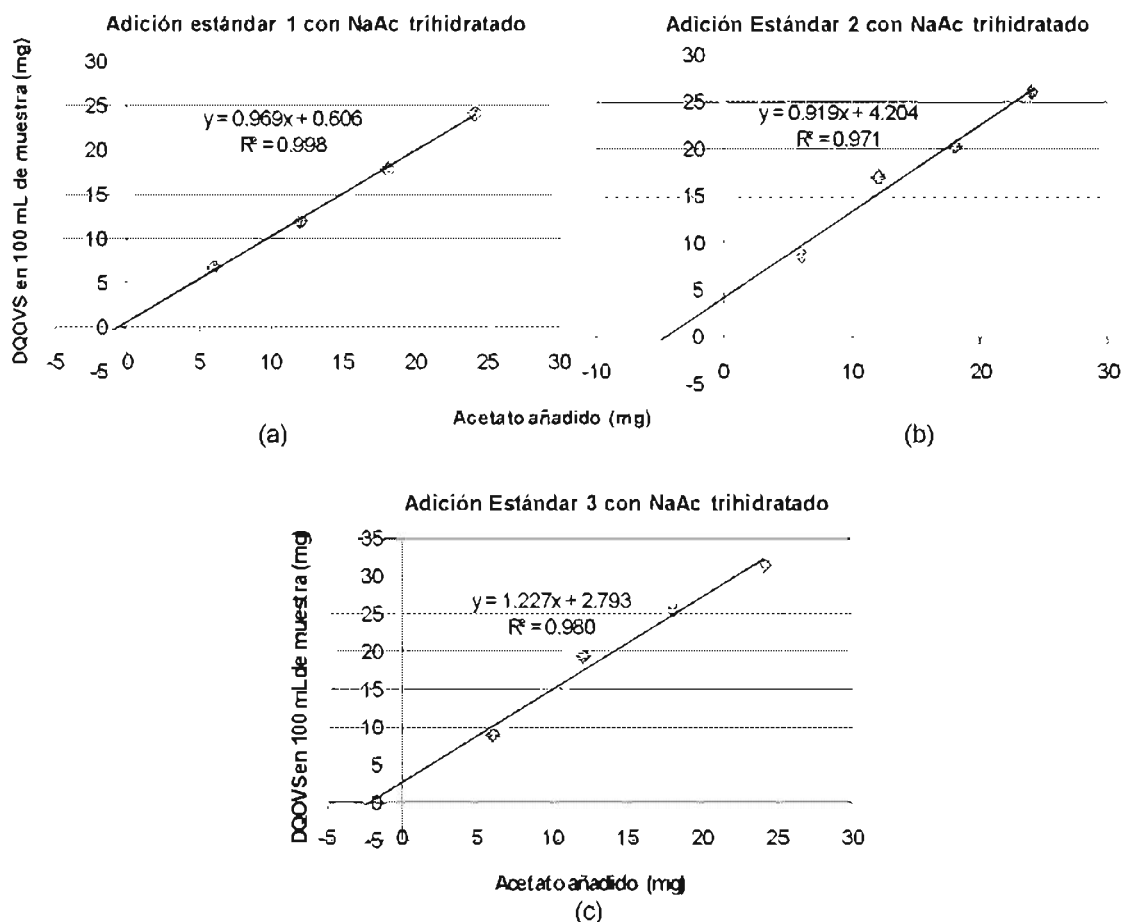 Adición estándar 1 con NaAc trihidratado
DQOVS en 100 mL de muestra (mg)
30
25
20
15
10
5
0
-5
y = 0.969x + 0.606
R² = 0.998
-5 0 5 10 15 20 25 30
(a)
Adición Estándar 2 con NaAc trihidratado
30
25
20
15
10
5
0
-5
y = 0.919x + 4.204
R² = 0.971
-10 0 10 20 30
Acetato añadido (mg)
(b)
Adición Estándar 3 con NaAc trihidratado
DQOVS en 100 mL de muestra (mg)
35
30
25
20
15
10
5
0
-5
y = 1.227x + 2.793
R² = 0.980
-5 0 5 10 15 20 25 30
Acetato añadido (mg)
(c)